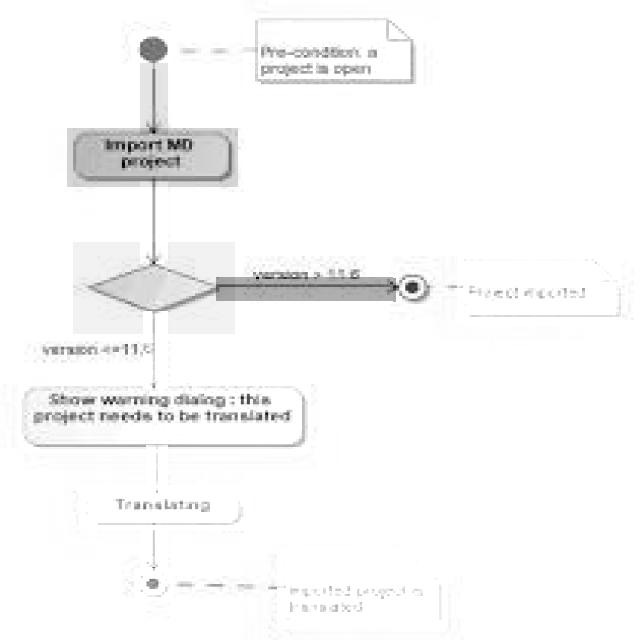 Pre-condition: a
project is open
Import MD
project
version > 11.6
Project imported
version <=11.5
Show warning dialog : this
project needs to be translated
Translating
Imported project is
translated